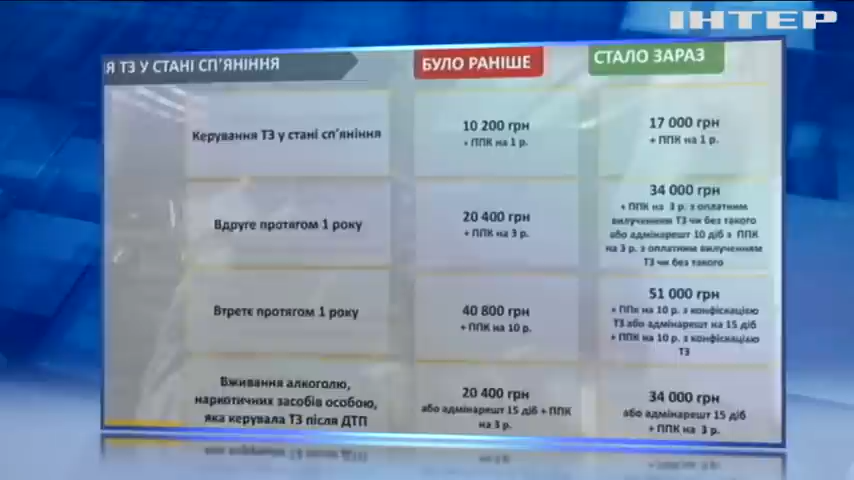 ІНТЕР
Я ТЗ У СТАНІ СП'ЯНІННЯ
БУЛО РАНІШЕ
СТАЛО ЗАРАЗ
Керування ТЗ у стані сп'яніння
10 200 грн
+ ППК на 1 р.
17 000 грн
+ ППК на 1 р.
Вдруге протягом 1 року
20 400 грн
+ ППК на 3 р.
34 000 грн
+ ППК на 3 р. з оплатним
вилученням ТЗ чи без такого
або адмінарешт 10 діб з ППК
на 3 р. з оплатним вилученням
ТЗ чи без такого
Втретє протягом 1 року
40 800 грн
+ ППК на 10 р.
51 000 грн
+ ППК на 10 р. з конфіскацією
ТЗ або адмінарешт на 15 діб
+ ППК на 10 р. з конфіскацією
ТЗ
Вживання алкоголю,
наркотичних засобів особою,
яка керувала ТЗ після ДТП
20 400 грн
або адмінарешт 15 діб + ППК
на 3 р.
34 000 грн
або адмінарешт 15 діб
+ ППК на 3 р.